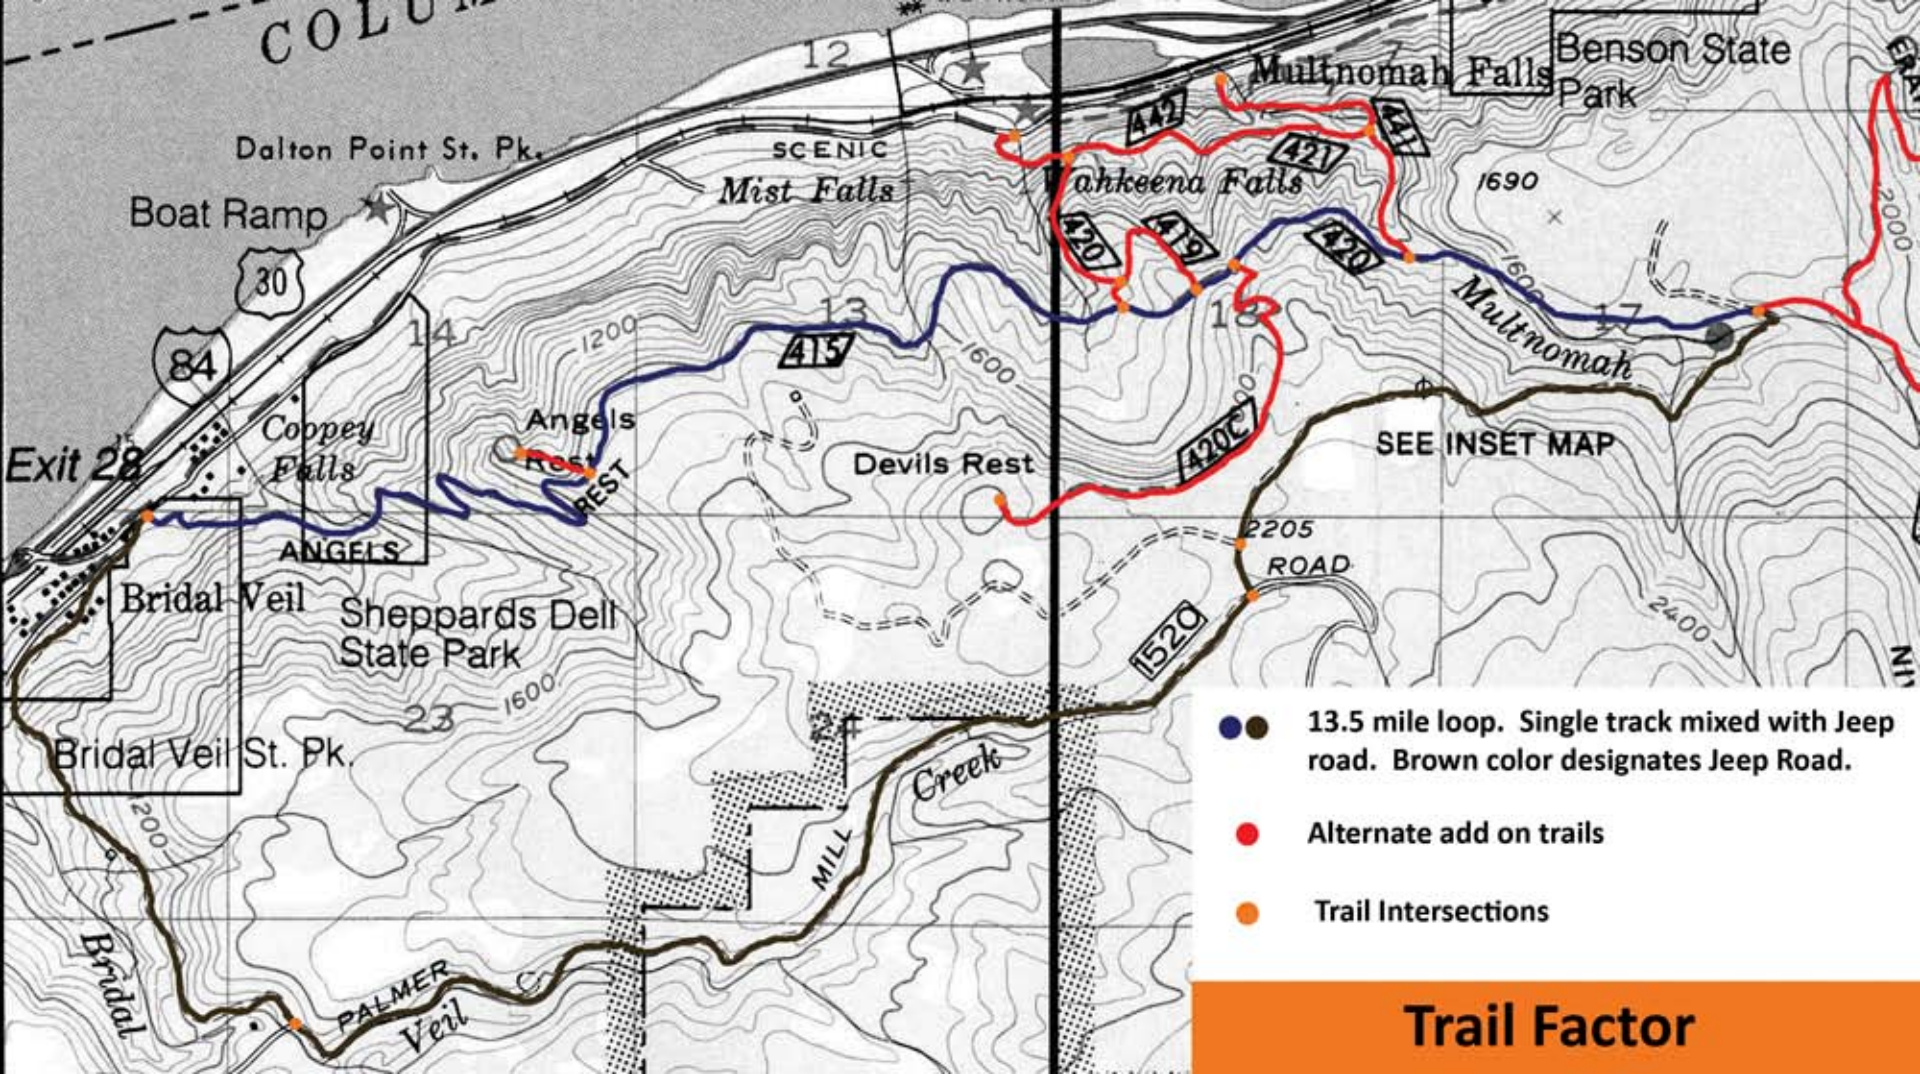 COLUM
12
7
Multnomah Falls
Benson State
Park
442
441
Dalton Point St. Pk.
SCENIC
421
Mist Falls
Wahkeena Falls
1690
2000
Boat Ramp
420
419
420
30
1600
Multnomah
13
18
17
14
1200
84
415
1600
Angels
Rest
Coopey
Falls
Exit 28
REST
Devils Rest
420C
SEE INSET MAP
2205
ROAD
ANGELS
Bridal Veil
Sheppards Dell
State Park
1520
2400
1600
23
24
Bridal Veil St. Pk.
1200
Creek
MILL
Bridal
PALMER
Veil
13.5 mile loop. Single track mixed with Jeep
road. Brown color designates Jeep Road.
Alternate add on trails
Trail Intersections
Trail Factor